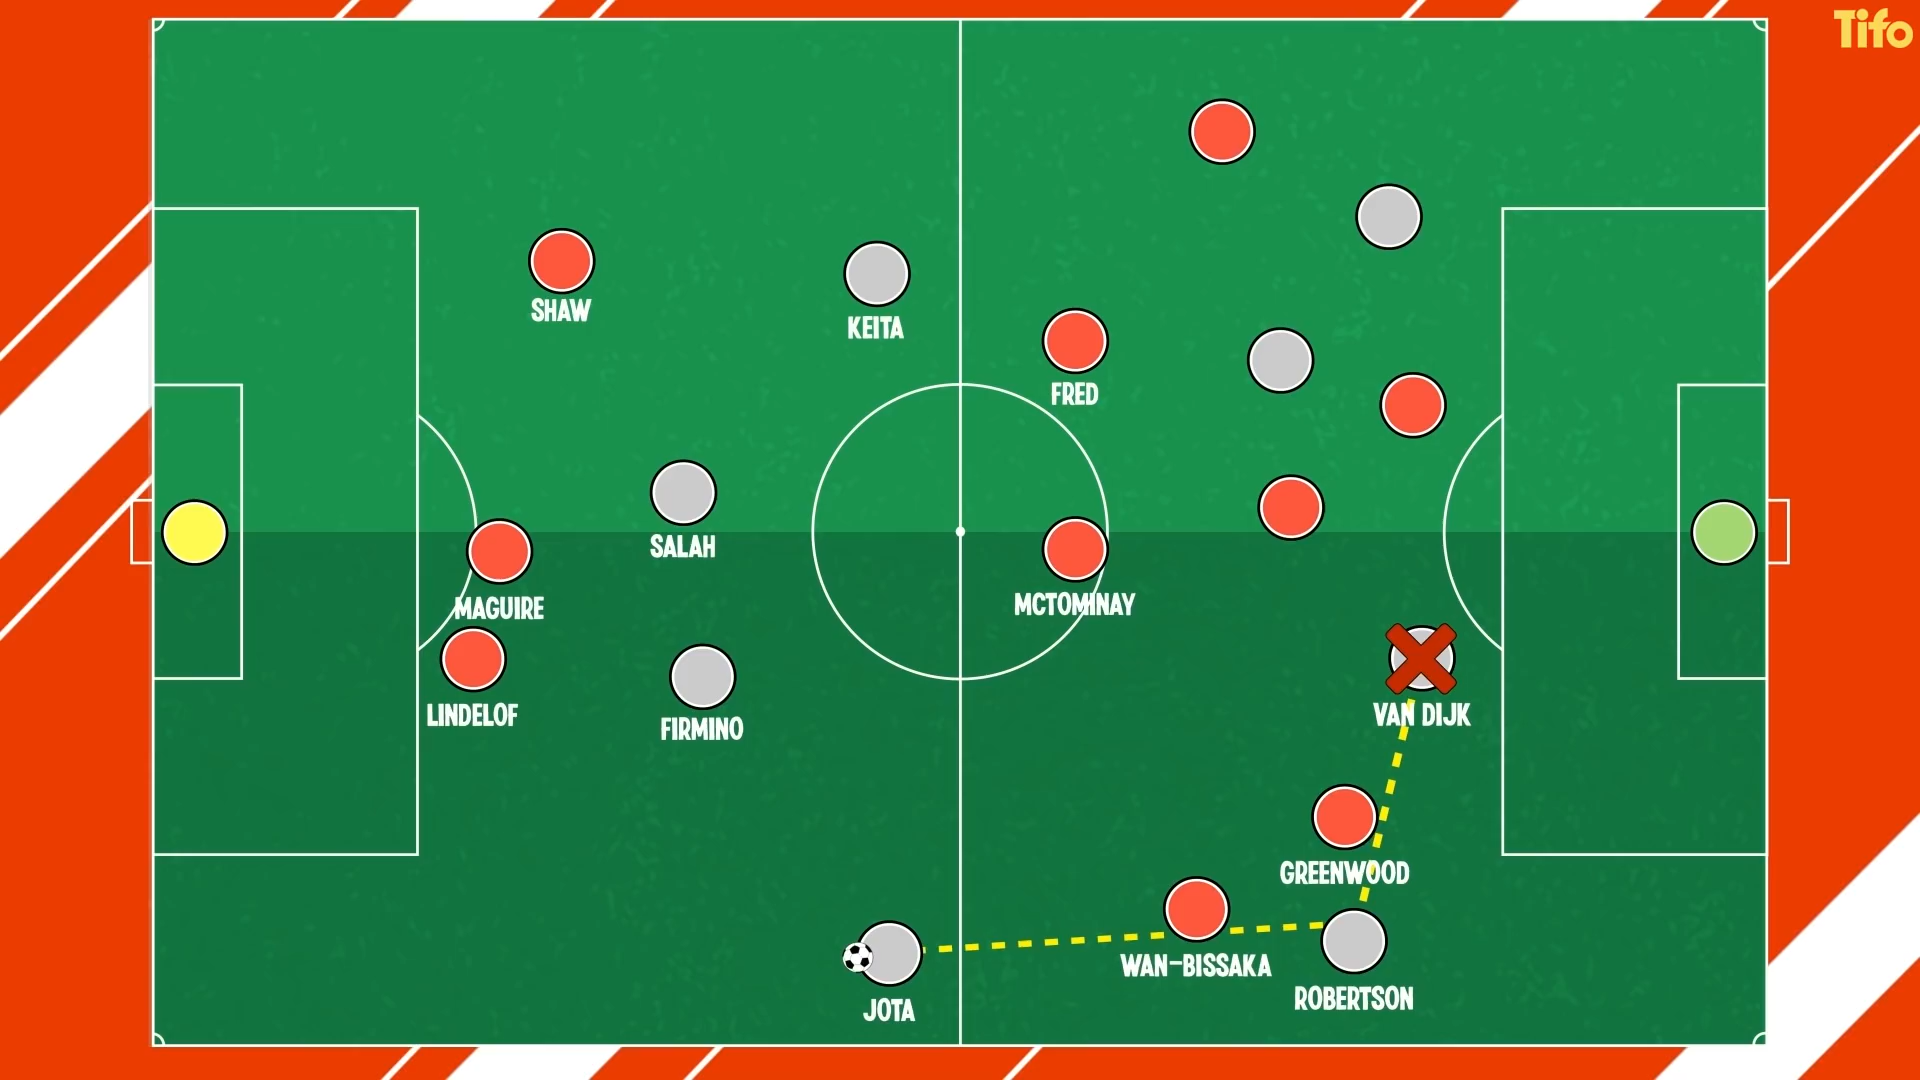 Tifo
SHAW
KEITA
FRED
SALAH
MAGUIRE
MCTOMINAY
LINDELOF
FIRMINO
VAN DIJK
GREENWOOD
WAN-BISSAKA
ROBERTSON
JOTA